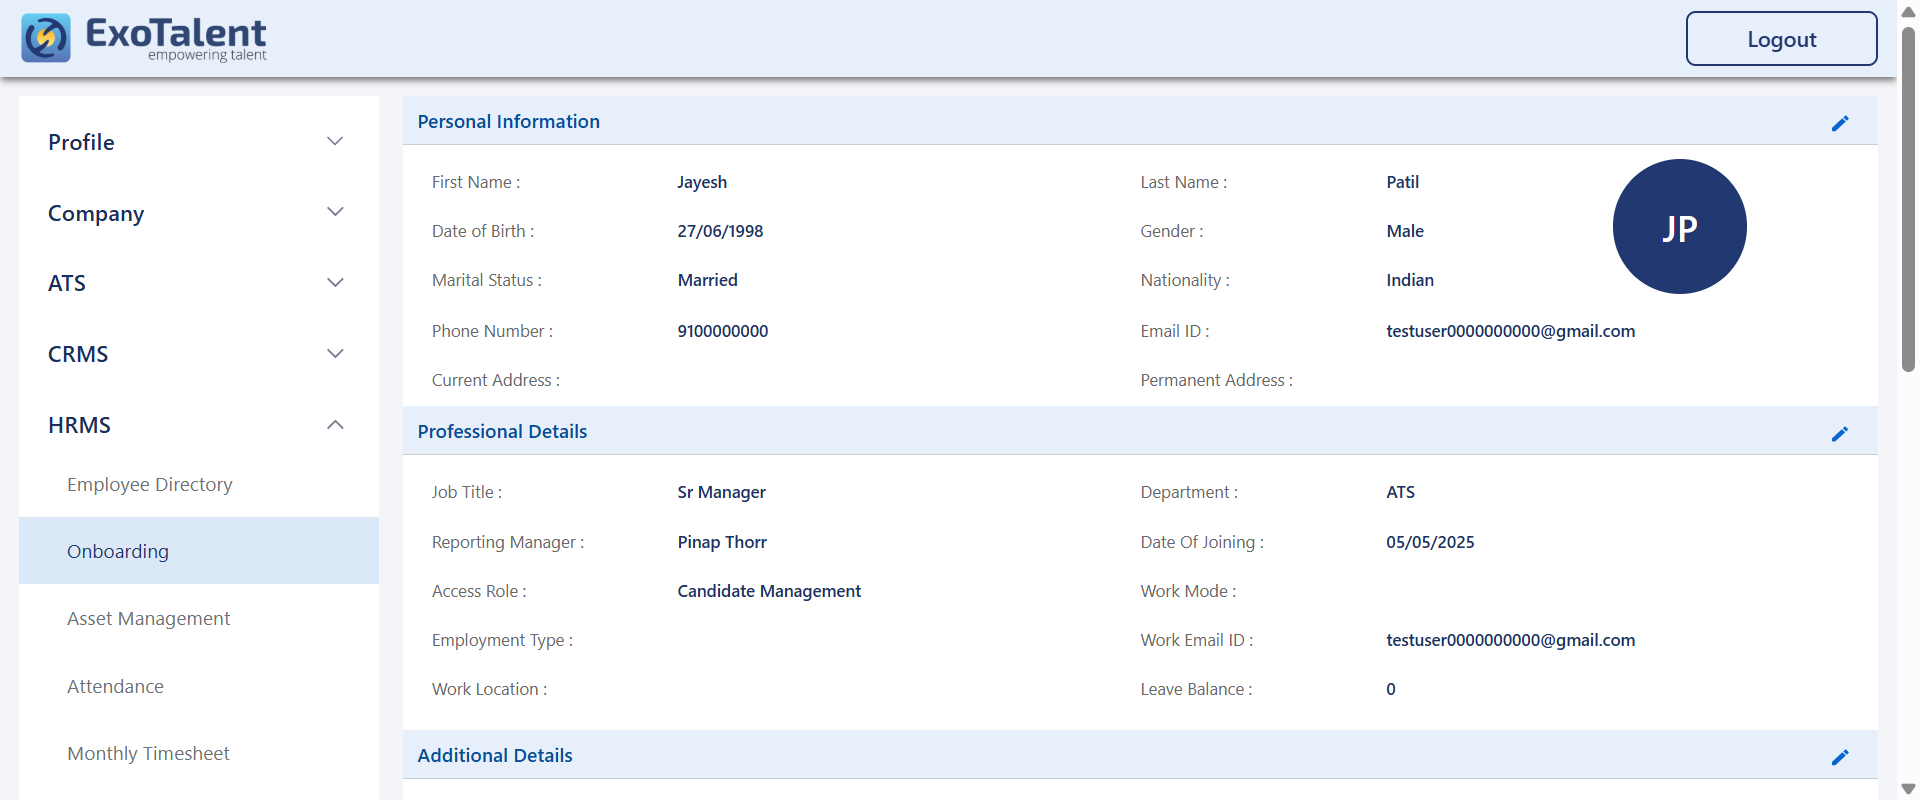 ExoTalent
empowering talent
Logout
Profile
Company
ATS
CRMS
HRMS
Employee Directory
Onboarding
Asset Management
Attendance
Monthly Timesheet
Personal Information
First Name : Jayesh Last Name : Patil
JP
Date of Birth : 27/06/1998 Gender : Male
Marital Status : Married Nationality : Indian
Phone Number : 9100000000 Email ID : testuser0000000000@gmail.com
Current Address : Permanent Address :
Professional Details
Job Title : Sr Manager Department : ATS
Reporting Manager : Pinap Thorr Date Of Joining : 05/05/2025
Access Role : Candidate Management Work Mode :
Employment Type : Work Email ID : testuser0000000000@gmail.com
Work Location : Leave Balance : 0
Additional Details